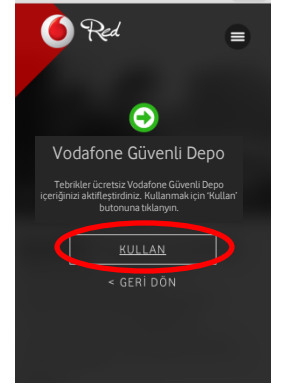 Red
Vodafone Güvenli Depo
Tebrikler ücretsiz Vodafone Güvenli Depo
içeriğinizi aktifleştirdiniz. Kullanmak için 'Kullan'
butonuna tıklanyın.
KULLAN
< GERİ DÖN